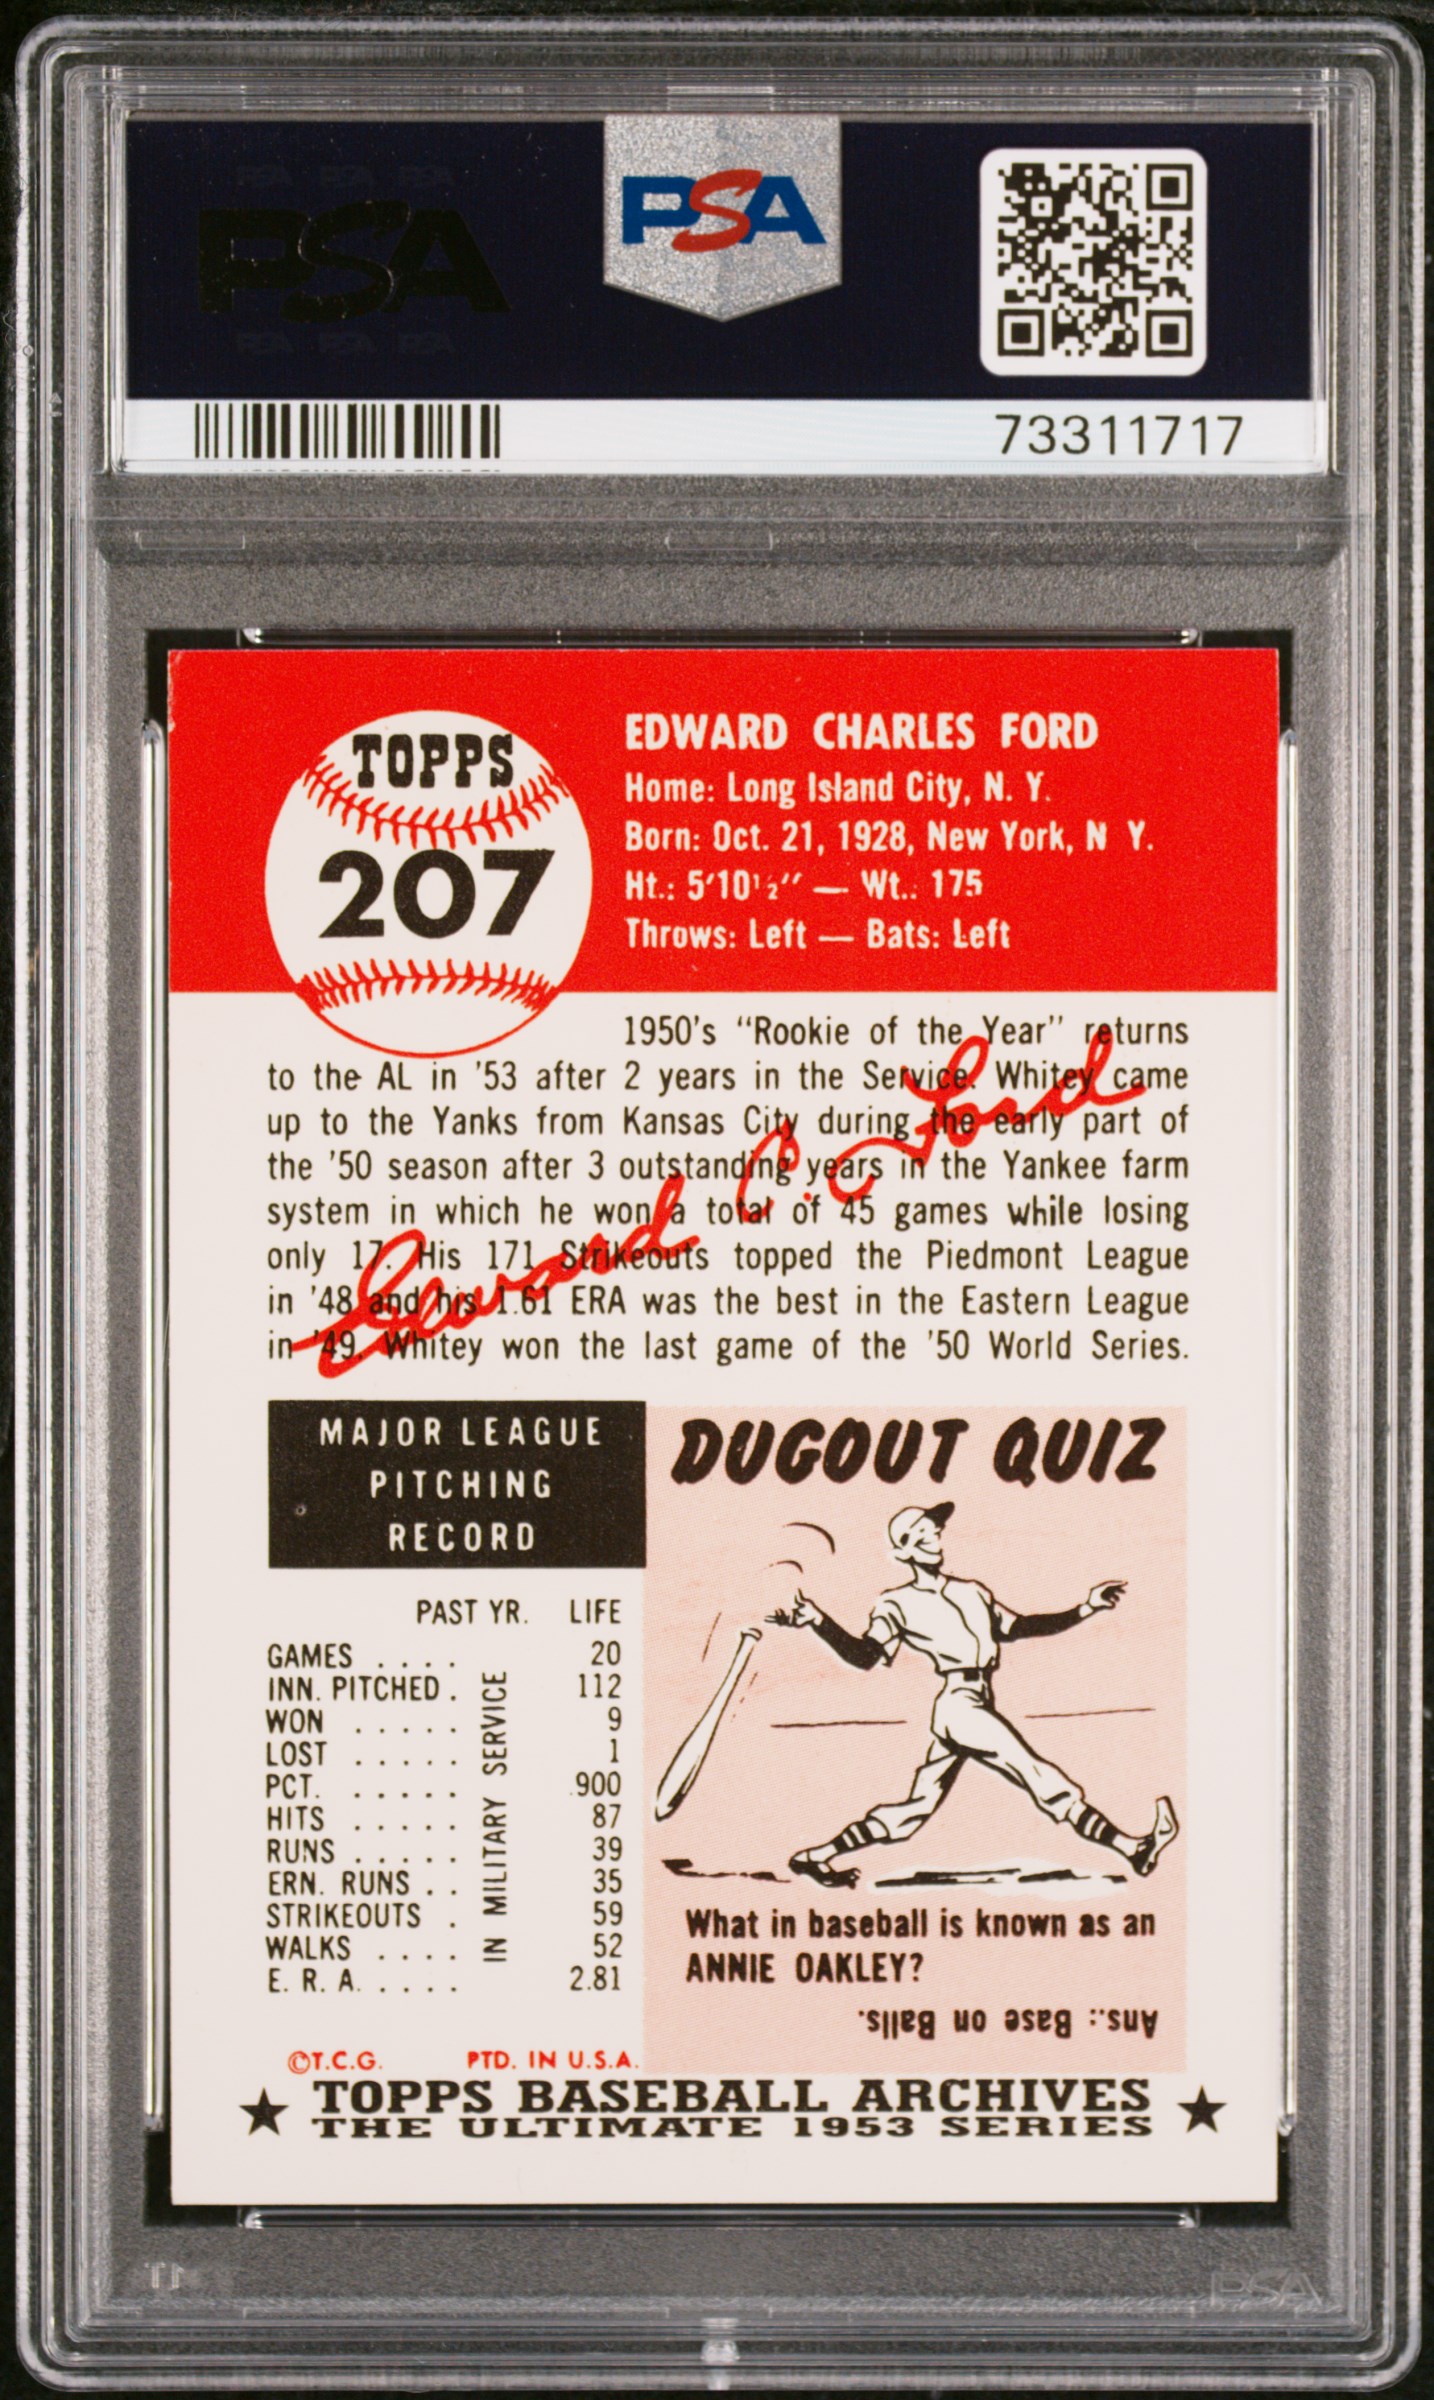 PSA PSA PSA
PSA
PSA PSA PSA
PSA
73311717
TOPPS
207
EDWARD CHARLES FORD
Home: Long Island City, N. Y.
Born: Oct. 21, 1928, New York, N Y.
Ht.: 5'10½" — Wt.: 175
Throws: Left — Bats: Left
1950's "Rookie of the Year" returns
to the AL in '53 after 2 years in the Service. Whitey came
up to the Yanks from Kansas City during the early part of
the '50 season after 3 outstanding years in the Yankee farm
system in which he won a total of 45 games while losing
only 17. His 171 Strikeouts topped the Piedmont League
in '48 and his 1.61 ERA was the best in the Eastern League
in '49. Whitey won the last game of the '50 World Series.
Edward C. Ford
MAJOR LEAGUE
PITCHING
RECORD
PAST YR. LIFE
GAMES .... 20
INN. PITCHED . 112
WON ..... 9
LOST ..... 1
PCT. ..... .900
HITS ..... 87
RUNS ..... 39
ERN. RUNS .. 35
STRIKEOUTS . 59
WALKS .... 52
E. R. A. .... 2.81
IN MILITARY SERVICE
DUGOUT QUIZ
What in baseball is known as an
ANNIE OAKLEY?
Ans.: Base on Balls.
©T.C.G. PTD. IN U.S.A.
TOPPS BASEBALL ARCHIVES
THE ULTIMATE 1953 SERIES
PSA